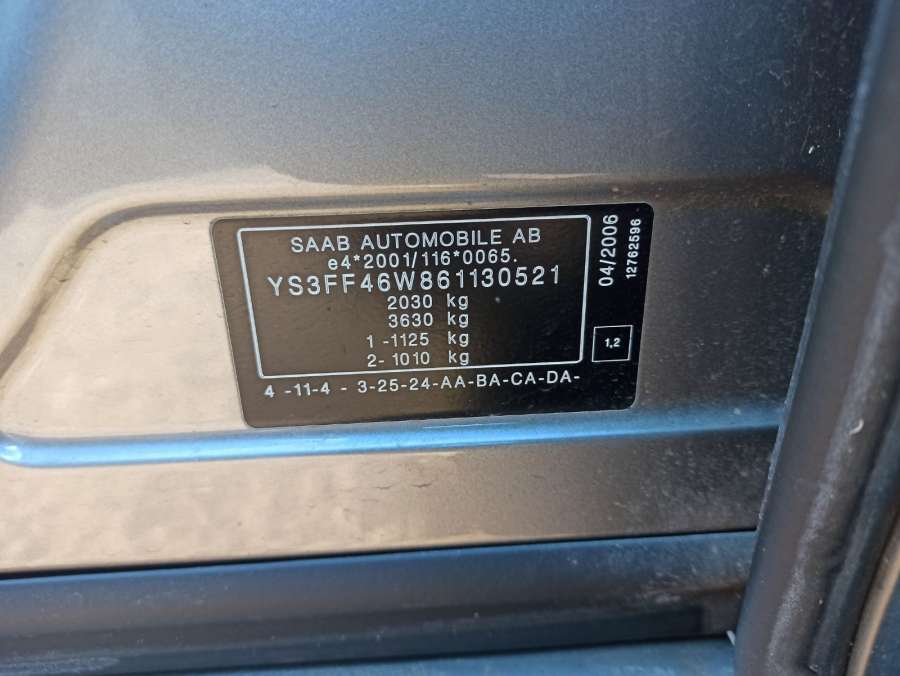 SAAB AUTOMOBILE AB
e4*2001/116*0065.
YS3FF46W861130521
2030 kg
3630 kg
1 -1125 kg
2- 1010 kg
4 -11-4 - 3-25-24-AA-BA-CA-DA-
04/2006
12762596
1,2